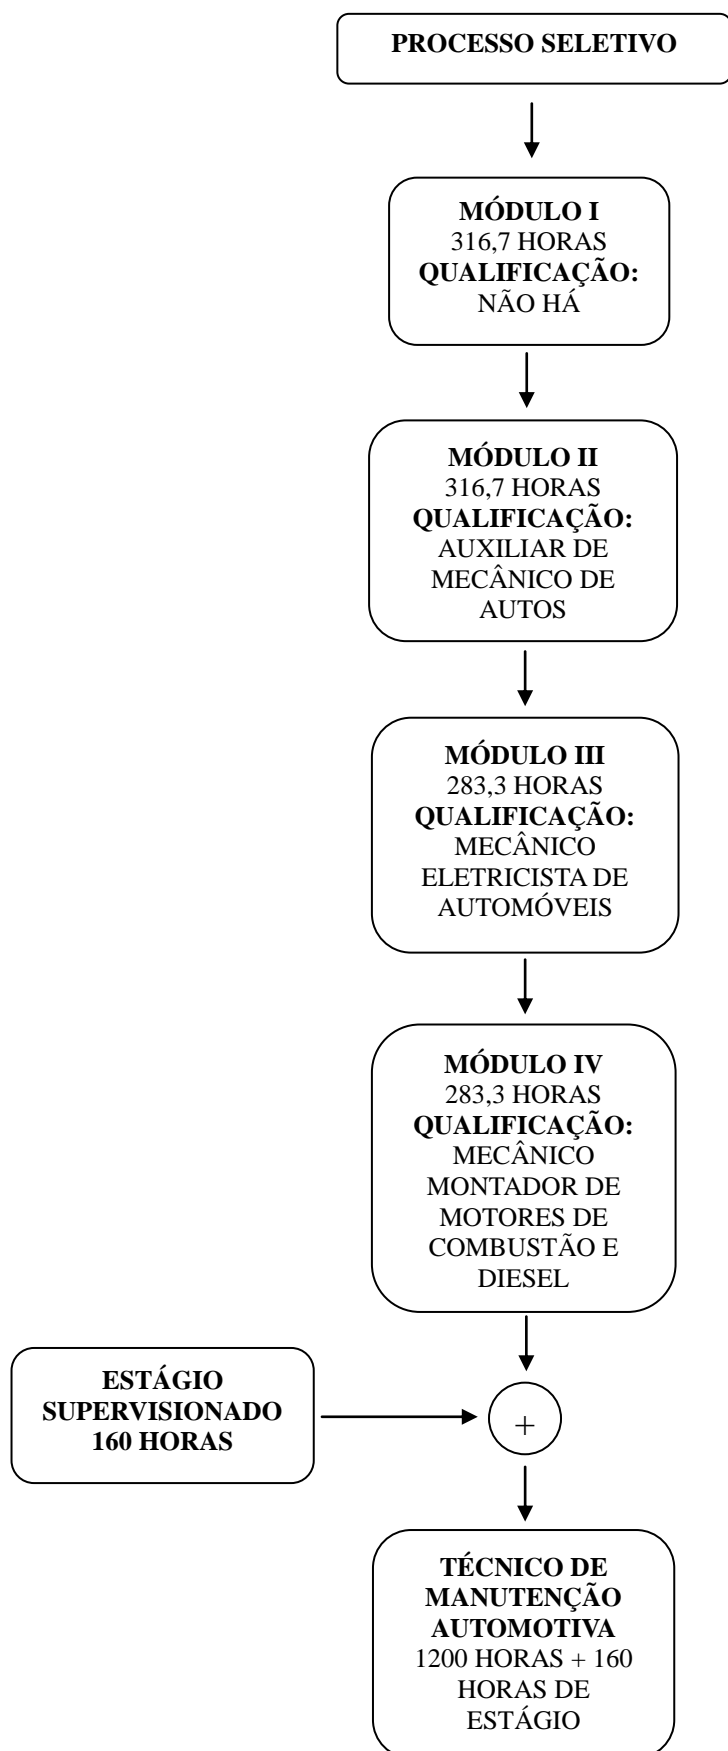 PROCESSO SELETIVO
MÓDULO I
316,7 HORAS
QUALIFICAÇÃO:
NÃO HÁ
MÓDULO II
316,7 HORAS
QUALIFICAÇÃO:
AUXILIAR DE
MECÂNICO DE
AUTOS
MÓDULO III
283,3 HORAS
QUALIFICAÇÃO:
MECÂNICO
ELETRICISTA DE
AUTOMÓVEIS
MÓDULO IV
283,3 HORAS
QUALIFICAÇÃO:
MECÂNICO
MONTADOR DE
MOTORES DE
COMBUSTÃO E
DIESEL
ESTÁGIO
SUPERVISIONADO
160 HORAS
+
TÉCNICO DE
MANUTENÇÃO
AUTOMOTIVA
1200 HORAS + 160
HORAS DE
ESTÁGIO